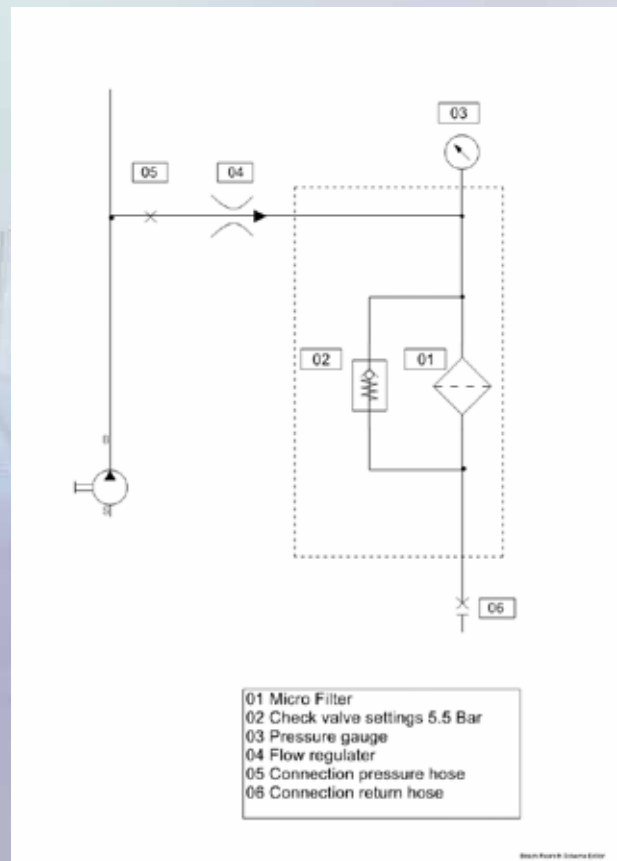 03
05
04
02
01
06
01 Micro Filter
02 Check valve settings 5.5 Bar
03 Pressure gauge
04 Flow regulater
05 Connection pressure hose
06 Connection return hose